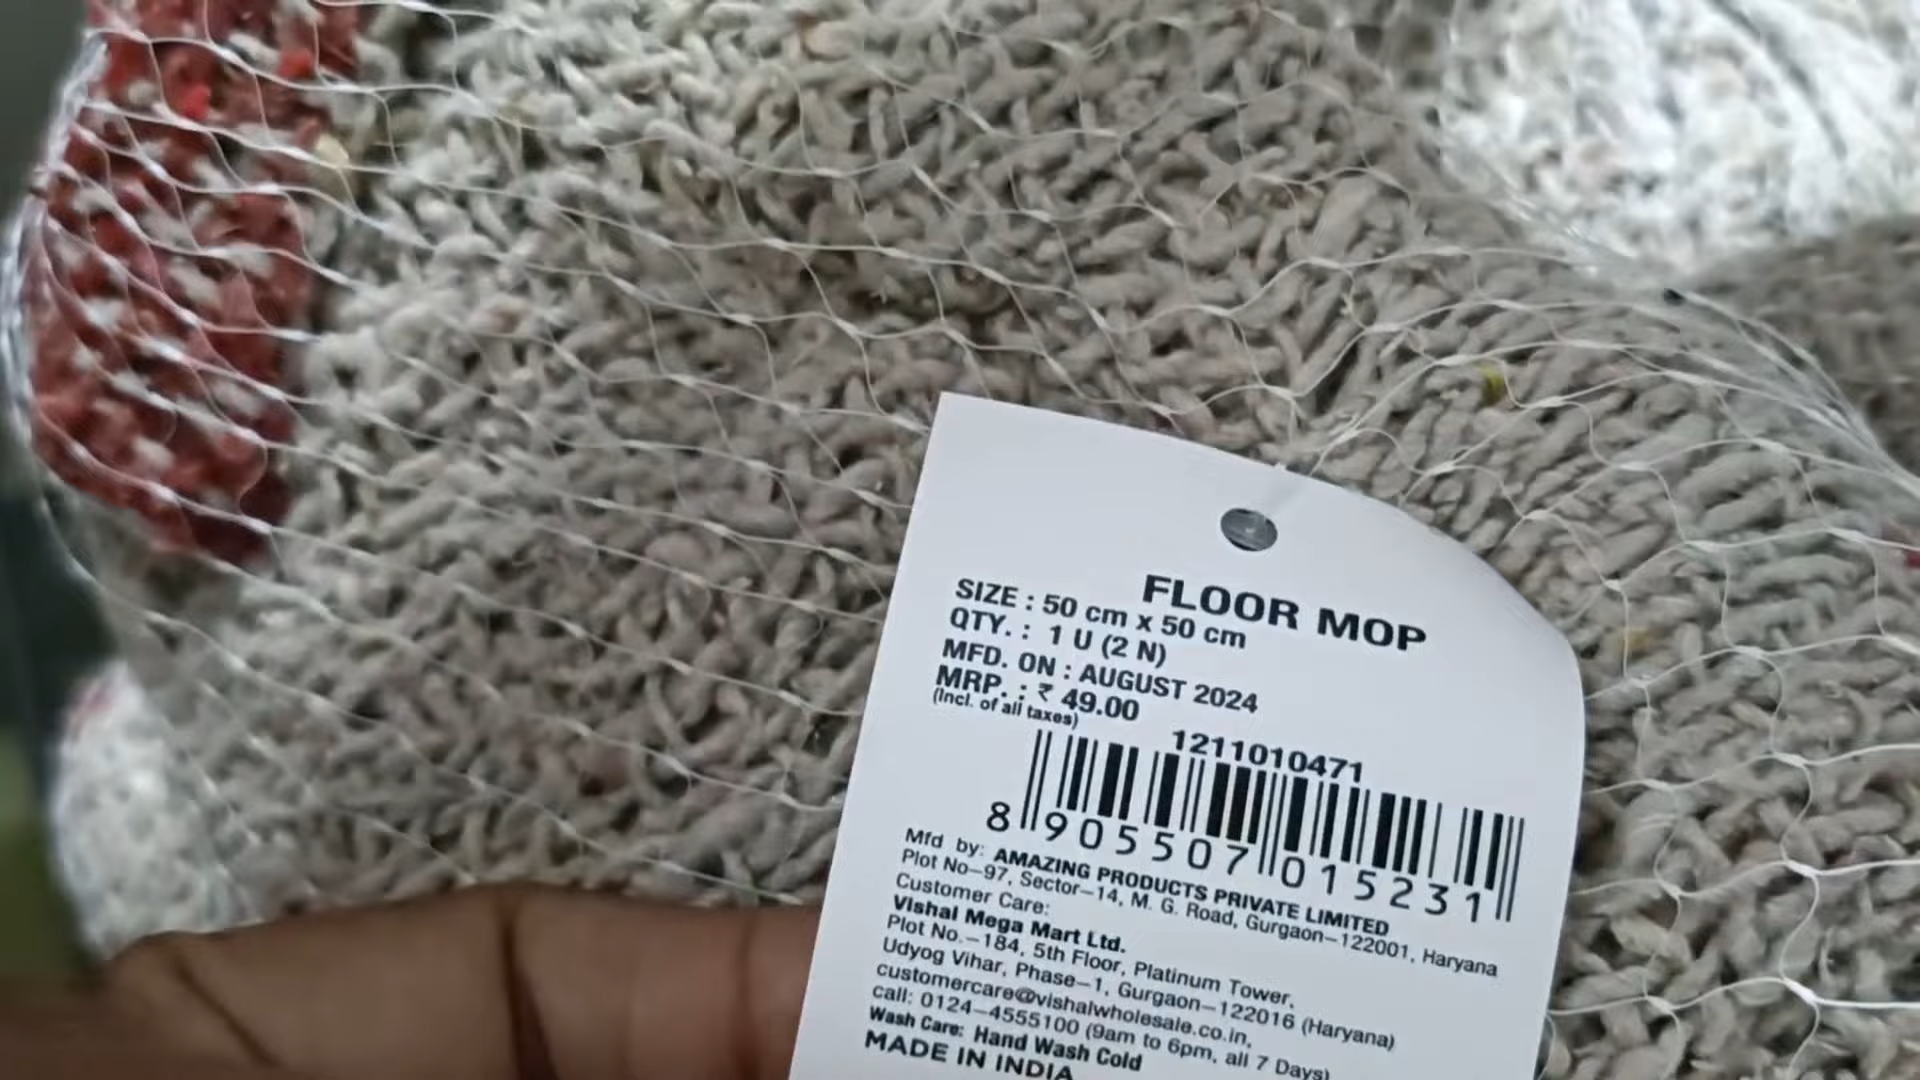 FLOOR MOP
SIZE : 50 cm x 50 cm
QTY. : 1 U (2 N)
MFD. ON : AUGUST 2024
MRP. : ₹ 49.00
(Incl. of all taxes)
1211010471
8 905507 015231
Mfd by: AMAZING PRODUCTS PRIVATE LIMITED
Plot No–97, Sector–14, M. G. Road, Gurgaon–122001, Haryana
Customer Care:
Vishal Mega Mart Ltd.
Plot No.–184, 5th Floor, Platinum Tower,
Udyog Vihar, Phase–1, Gurgaon–122016 (Haryana)
customercare@vishalwholesale.co.in,
call: 0124–4555100 (9am to 6pm, all 7 Days)
Wash Care: Hand Wash Cold
MADE IN INDIA